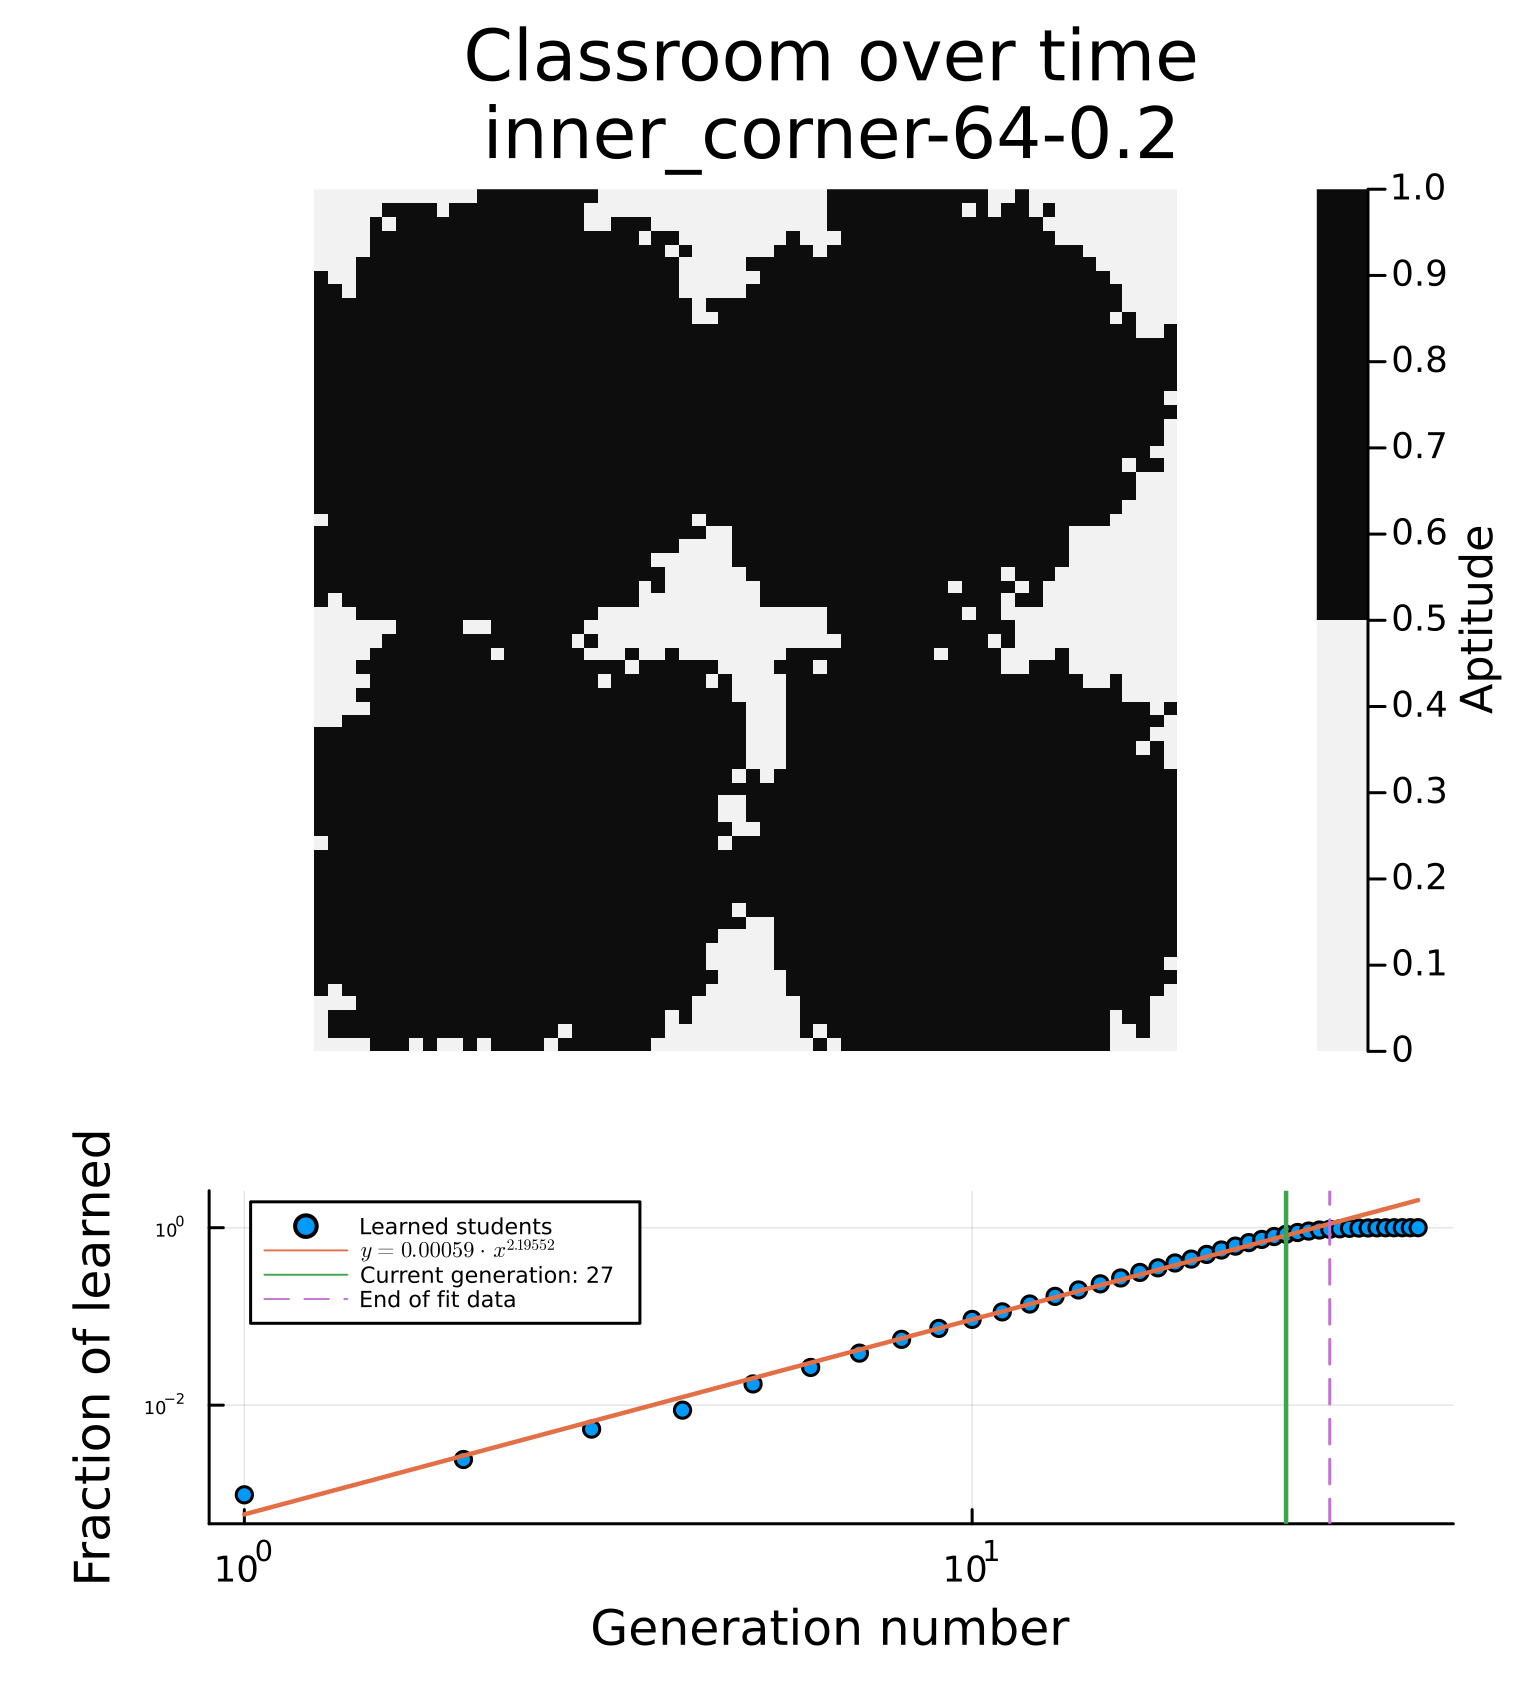 Classroom over time
inner_corner-64-0.2
1.0
0.9
0.8
0.7
0.6
0.5
0.4
0.3
0.2
0.1
0
Aptitude
Fraction of learned
10^0
10^-2
Learned students
y = 0.00059 · x^2.19552
Current generation: 27
End of fit data
10^0
10^1
Generation number